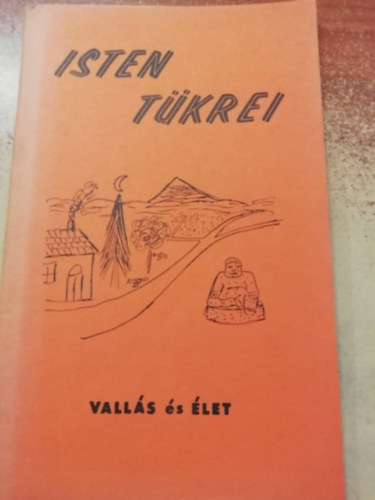 ISTEN
TÜKREI
VALLÁS és ÉLET